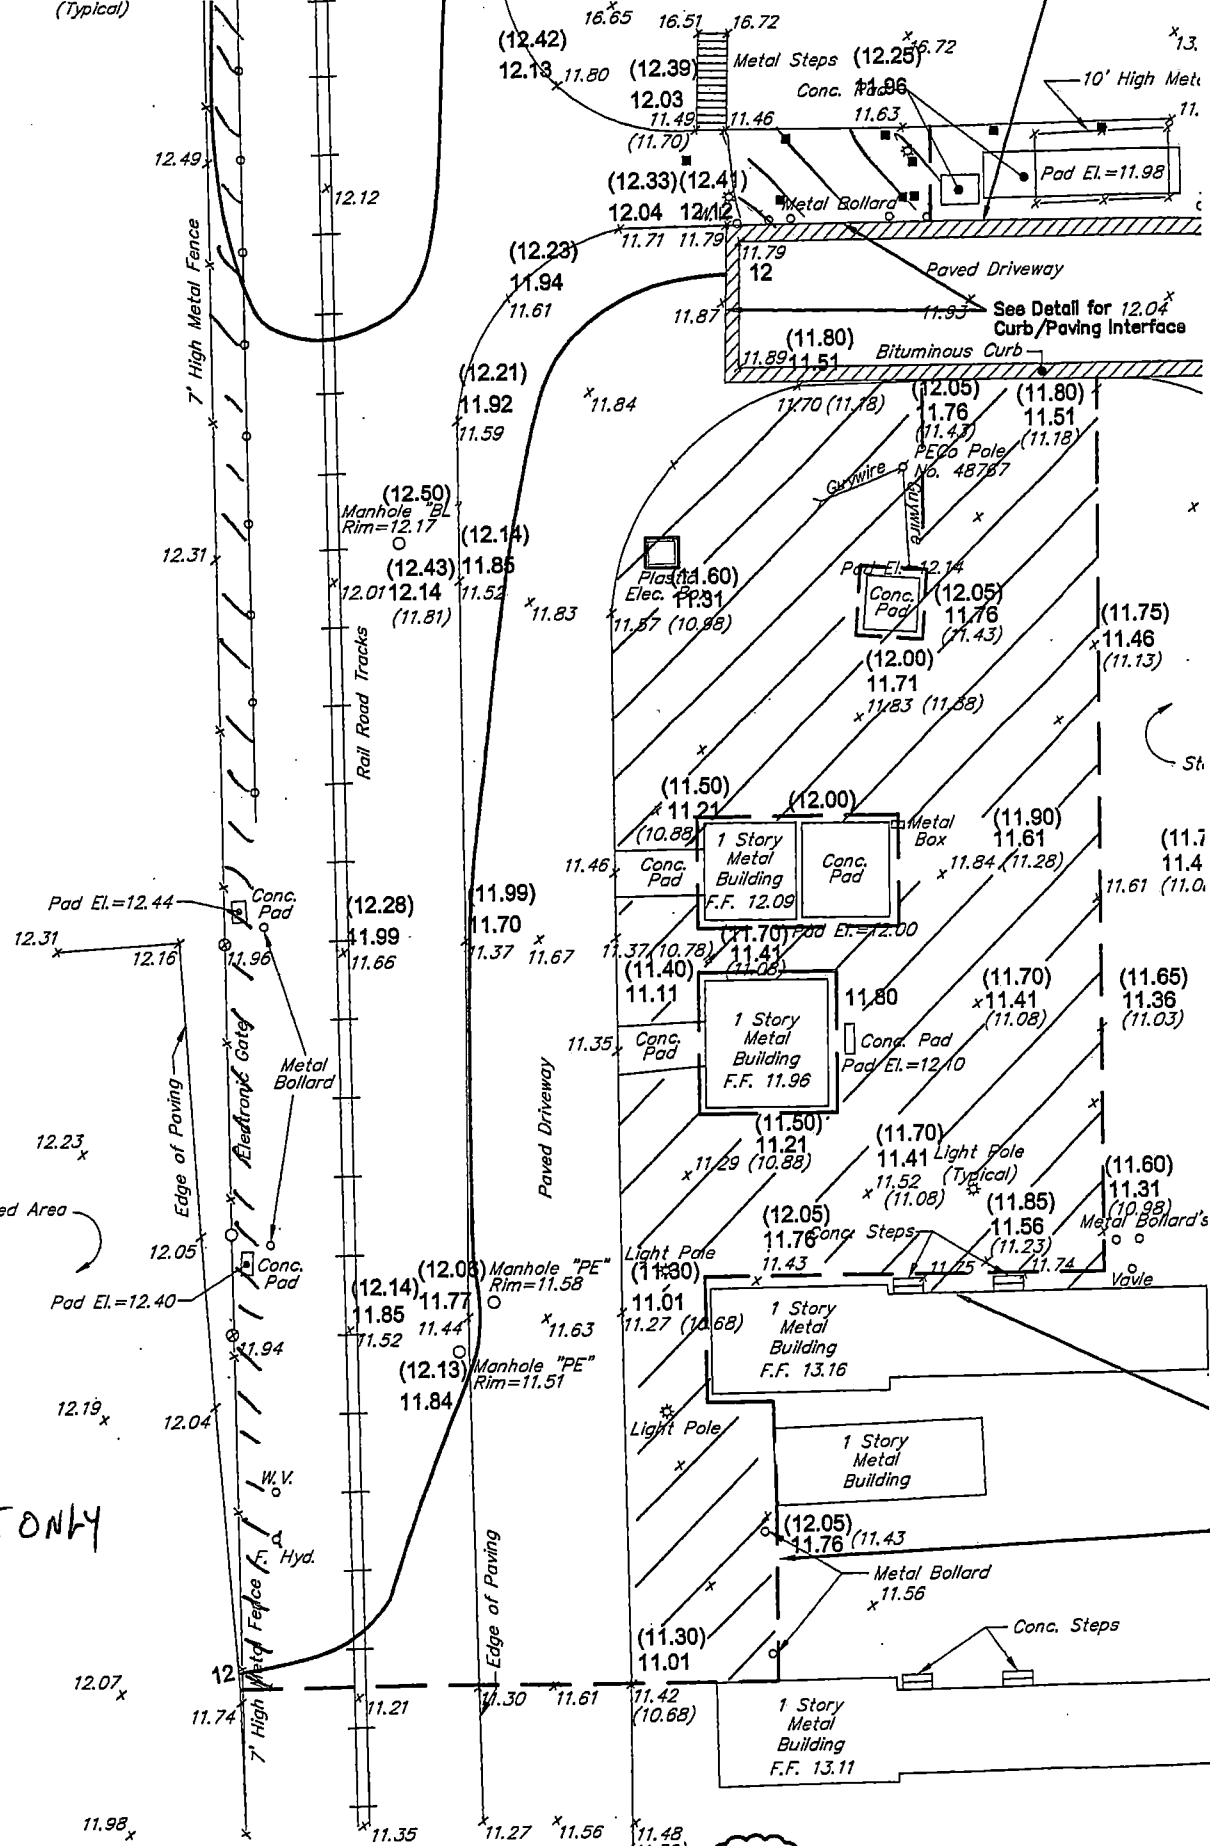 (Typical)
16.65
16.51
16.72
(12.42)
12.13
11.80
(12.39)
12.03
11.49
(11.70)
11.46
Metal Steps
(12.25)
16.72
Conc. Pad
11.96
11.63
13.
10' High Met
11.
Pad El.=11.98
12.49
12.12
(12.33)
(12.41)
12.04
12.12
11.71
11.79
Metal Bollard
7' High Metal Fence
(12.23)
11.94
11.61
11.79
12
Paved Driveway
11.87
11.93
See Detail for
Curb/Paving Interface
12.04
(11.80)
11.89
11.51
Bituminous Curb
(12.21)
11.92
11.59
11.84
11.70 (11.18)
(12.05)
11.76
(11.43)
(11.80)
11.51
(11.18)
PECo Pole
No. 48767
Guywire
Guywire
(12.50)
Manhole "BL"
Rim=12.17
(12.14)
11.85
11.52
12.31
(12.43)
12.14
(11.81)
12.01
11.83
Plastic
Elec. Box
(11.60)
11.31
11.57 (10.98)
Pad El.=12.14
Conc.
Pad
(12.05)
11.76
(11.43)
(11.75)
11.46
(11.13)
(12.00)
11.71
11.83 (11.38)
Rail Road Tracks
St
(11.50)
11.21
(10.88)
(12.00)
Metal
Box
(11.90)
11.61
11.84 (11.28)
11.46
Conc.
Pad
1 Story
Metal
Building
F.F. 12.09
Conc.
Pad
(11.7
11.4
11.61
(11.0
Pad El.=12.44
Conc.
Pad
(12.28)
11.99
11.66
(11.99)
11.70
11.37
11.67
12.31
12.16
11.96
11.37 (10.78)
(11.70)
11.41
(11.08)
Pad El.=12.00
(11.40)
11.11
11.80
(11.70)
11.41
(11.08)
(11.65)
11.36
(11.03)
11.35
Conc.
Pad
1 Story
Metal
Building
F.F. 11.96
Conc. Pad
Pad El.=12.10
Metal
Bollard
Electronic Gate
Edge of Paving
Paved Driveway
12.23
(11.50)
11.21
11.29 (10.88)
(11.70)
11.41
11.52
(11.08)
Light Pole
(Typical)
(11.60)
11.31
(10.98)
Metal Bollard's
ed Area
12.05
(12.05)
11.76
11.43
Conc. Steps
(11.85)
11.56
(11.23)
11.75
11.74
Conc.
Pad
Pad El.=12.40
(12.14)
11.85
11.52
11.77
11.44
Manhole "PE"
Rim=11.58
11.63
Light Pole
(11.30)
11.01
11.27 (10.68)
1 Story
Metal
Building
F.F. 13.16
11.94
(12.13)
11.84
Manhole "PE"
Rim=11.51
12.19
12.04
Light Pole
1 Story
Metal
Building
W.V.
ONLY
F. Hyd.
(12.05)
11.76
(11.43
Metal Bollard
11.56
Edge of Paving
7' High Metal Fence
(11.30)
11.01
Conc. Steps
12
12.07
11.74
11.21
11.30
11.61
11.42
(10.68)
1 Story
Metal
Building
F.F. 13.11
11.98
11.35
11.27
11.56
11.48